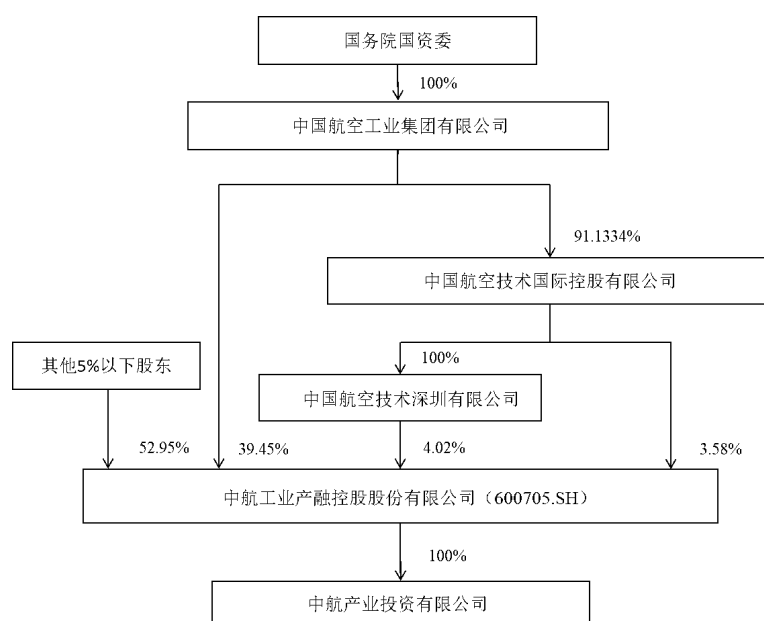 国务院国资委
100%
中国航空工业集团有限公司
91.1334%
中国航空技术国际控股有限公司
其他5%以下股东
100%
中国航空技术深圳有限公司
52.95%
39.45%
4.02%
3.58%
中航工业产融控股股份有限公司（600705.SH）
100%
中航产业投资有限公司